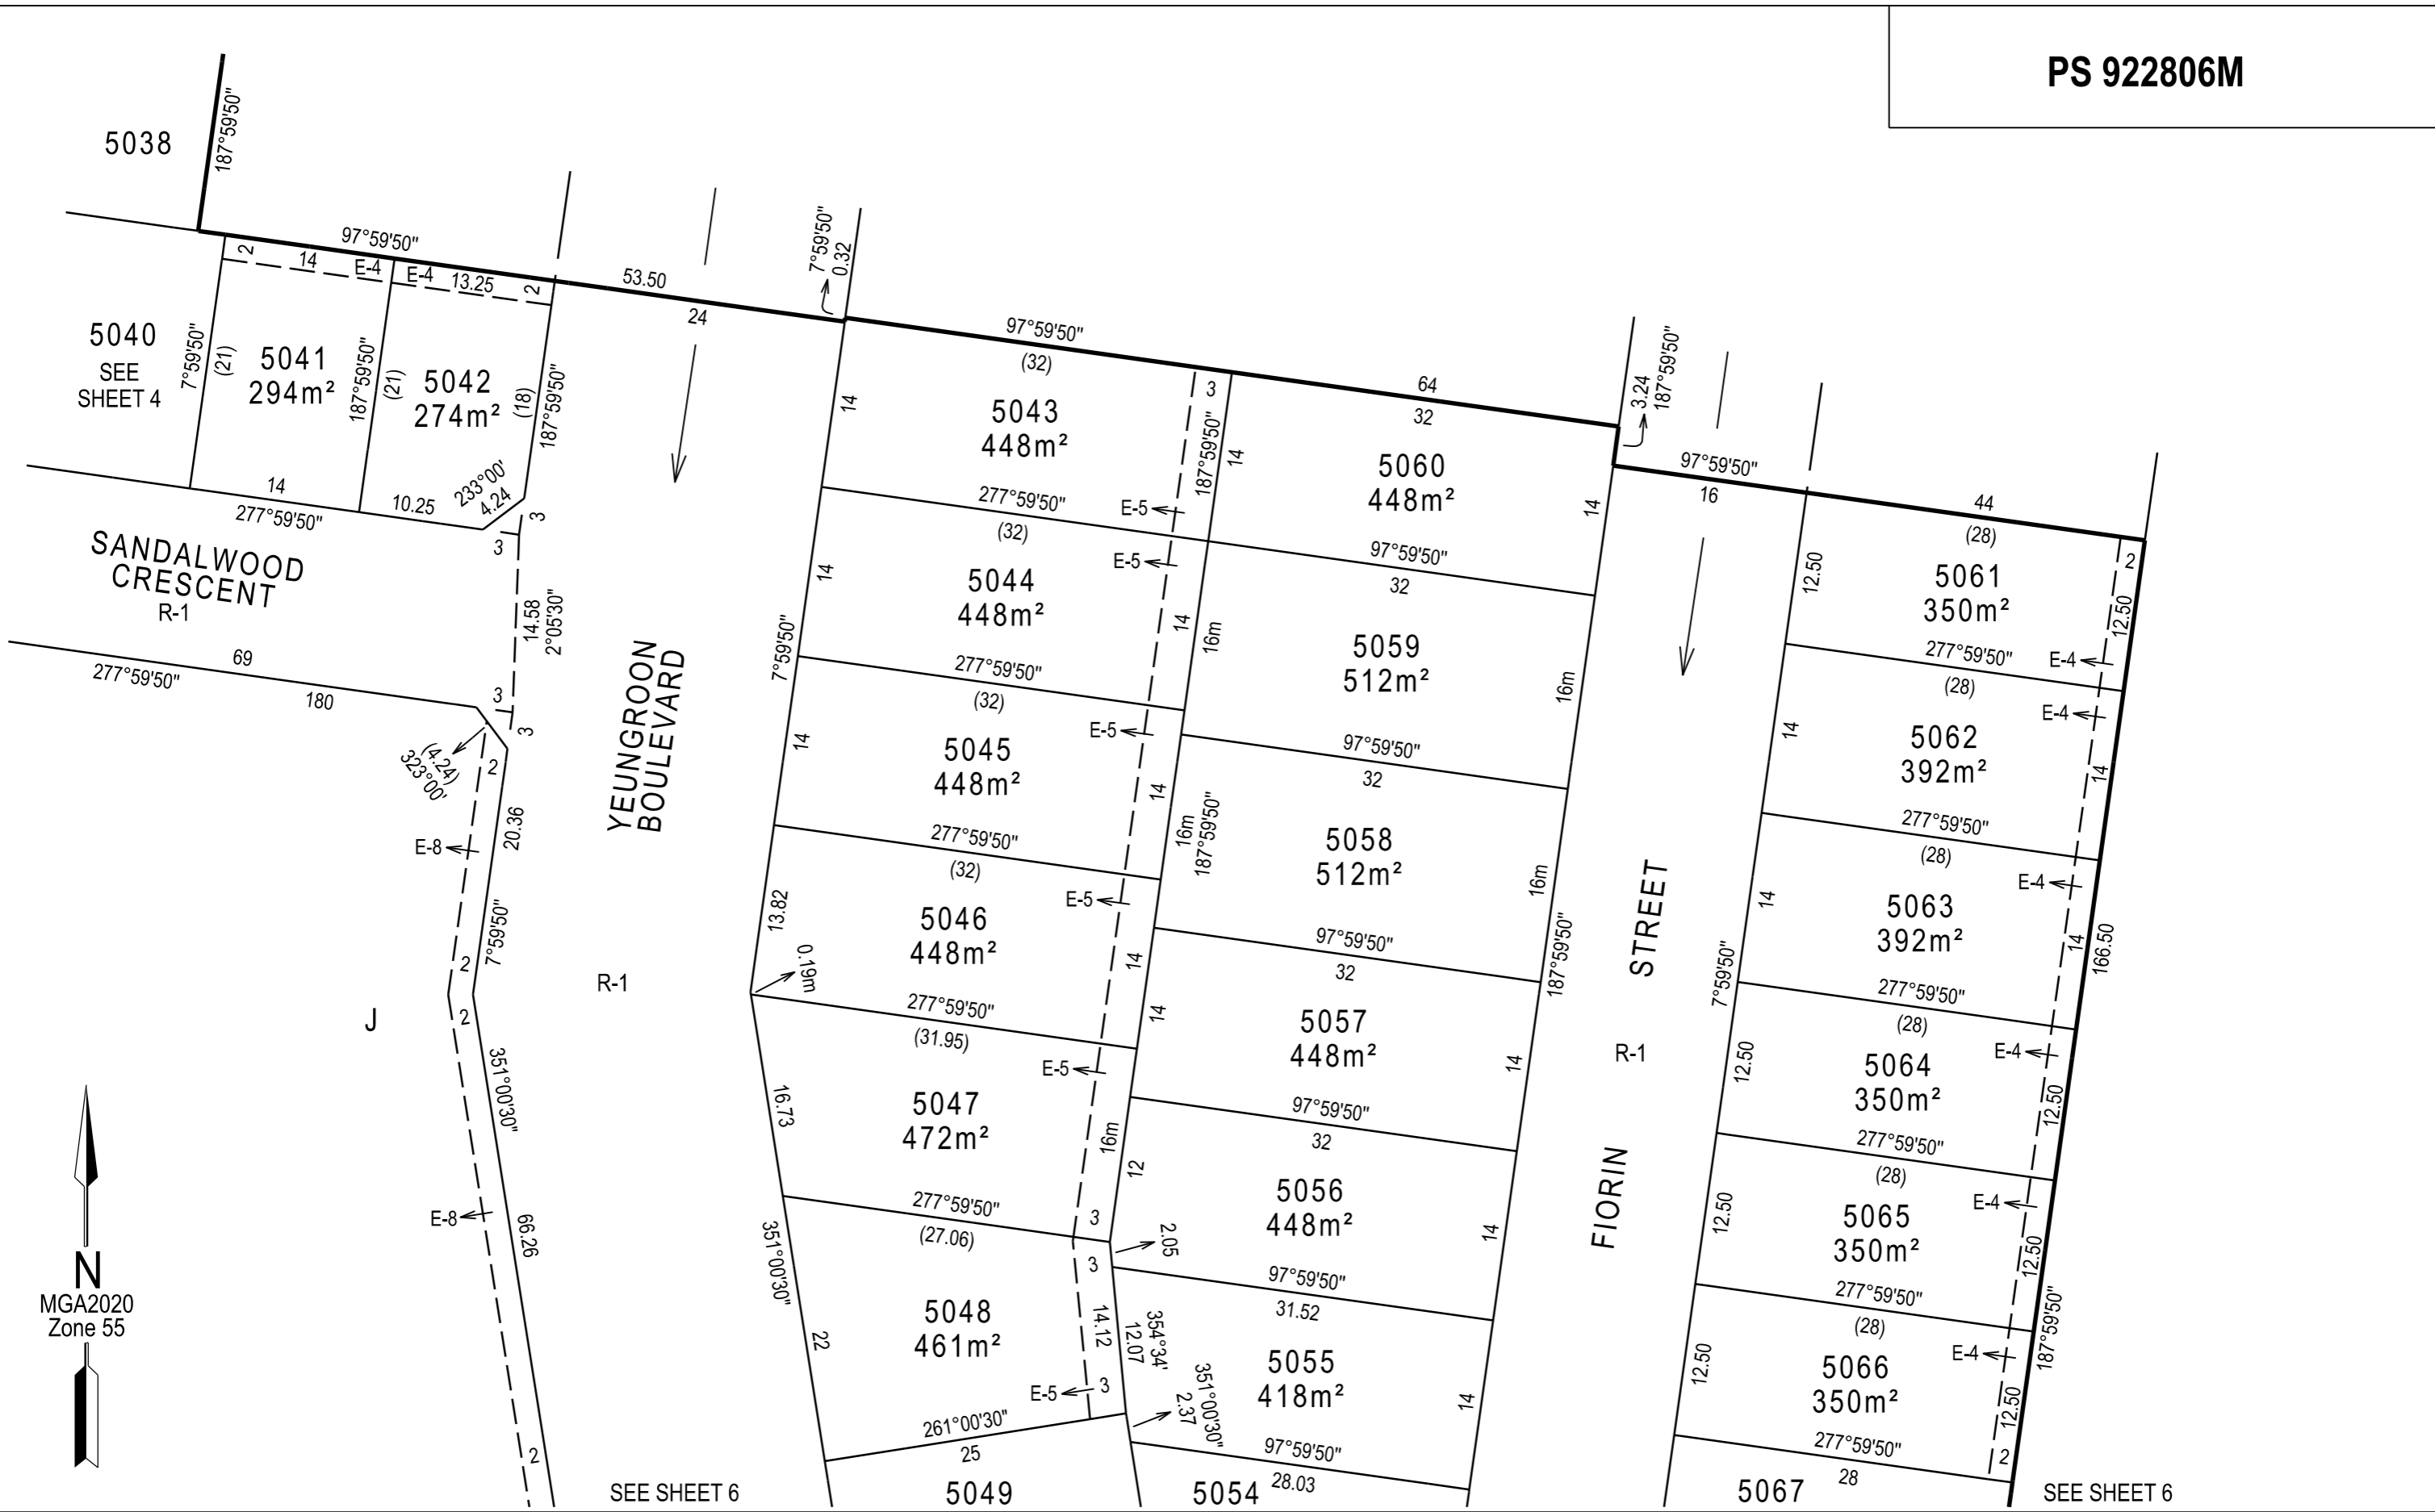 PS 922806M
5038
187°59'50"
97°59'50"
2
14
E-4
E-4
13.25
2
53.50
24
7°59'50"
0.32
97°59'50"
(32)
64
32
3.24
187°59'50"
97°59'50"
16
44
(28)
5040
SEE
SHEET 4
7°59'50"
(21)
5041
294m²
187°59'50"
(21)
5042
274m²
(18)
187°59'50"
14
277°59'50"
10.25
233°00'
4.24
3
3
SANDALWOOD
CRESCENT
R-1
14.58
2°05'30"
69
277°59'50"
180
3
3
(4.24)
323°00'
2
20.36
E-8
7°59'50"
2
2
J
351°00'30"
E-8
66.26
2
N
MGA2020
Zone 55
YEUNGROON
BOULEVARD
R-1
SEE SHEET 6
14
5043
448m²
3
187°59'50"
14
277°59'50"
E-5
(32)
14
5044
448m²
E-5
14
16m
7°59'50"
277°59'50"
(32)
14
5045
448m²
E-5
14
16m
187°59'50"
277°59'50"
(32)
13.82
5046
448m²
E-5
14
0.19m
277°59'50"
(31.95)
16.73
5047
472m²
E-5
16m
14
12
3
277°59'50"
(27.06)
351°00'30"
22
5048
461m²
3
2.05
14.12
354°34'
12.07
E-5
3
351°00'30"
2.37
261°00'30"
25
5049
5060
448m²
14
97°59'50"
32
5059
512m²
16m
97°59'50"
32
5058
512m²
16m
97°59'50"
32
187°59'50"
5057
448m²
14
97°59'50"
32
5056
448m²
14
97°59'50"
31.52
5055
418m²
14
97°59'50"
28.03
5054
FIORIN STREET
R-1
12.50
5061
350m²
2
12.50
277°59'50"
E-4
(28)
14
5062
392m²
E-4
14
277°59'50"
(28)
14
5063
392m²
E-4
14
166.50
7°59'50"
277°59'50"
(28)
12.50
5064
350m²
E-4
12.50
277°59'50"
(28)
12.50
5065
350m²
E-4
12.50
277°59'50"
(28)
187°59'50"
12.50
5066
350m²
E-4
12.50
277°59'50"
28
2
5067
SEE SHEET 6